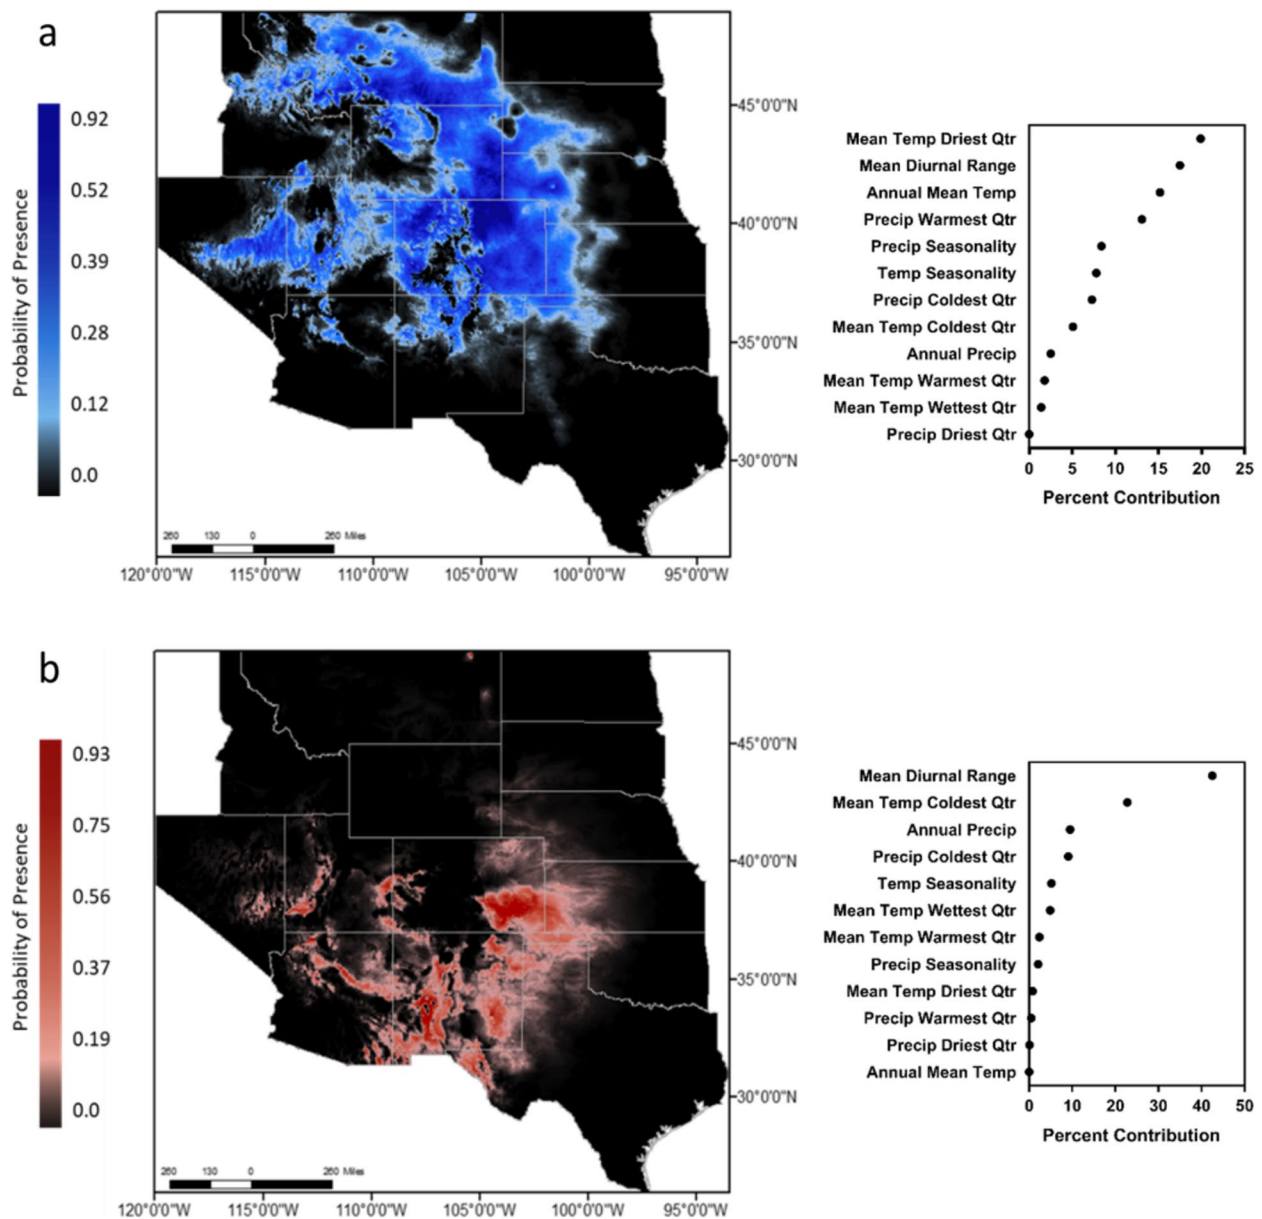 a
Probability of Presence
0.92
0.52
0.39
0.28
0.12
0.0
45°0'0"N
40°0'0"N
35°0'0"N
30°0'0"N
260 130 0 260 Miles
120°0'0"W 115°0'0"W 110°0'0"W 105°0'0"W 100°0'0"W 95°0'0"W
Mean Temp Driest Qtr
Mean Diurnal Range
Annual Mean Temp
Precip Warmest Qtr
Precip Seasonality
Temp Seasonality
Precip Coldest Qtr
Mean Temp Coldest Qtr
Annual Precip
Mean Temp Warmest Qtr
Mean Temp Wettest Qtr
Precip Driest Qtr
0 5 10 15 20 25
Percent Contribution
b
Probability of Presence
0.93
0.75
0.56
0.37
0.19
0.0
45°0'0"N
40°0'0"N
35°0'0"N
30°0'0"N
260 130 0 260 Miles
120°0'0"W 115°0'0"W 110°0'0"W 105°0'0"W 100°0'0"W 95°0'0"W
Mean Diurnal Range
Mean Temp Coldest Qtr
Annual Precip
Precip Coldest Qtr
Temp Seasonality
Mean Temp Wettest Qtr
Mean Temp Warmest Qtr
Precip Seasonality
Mean Temp Driest Qtr
Precip Warmest Qtr
Precip Driest Qtr
Annual Mean Temp
0 10 20 30 40 50
Percent Contribution